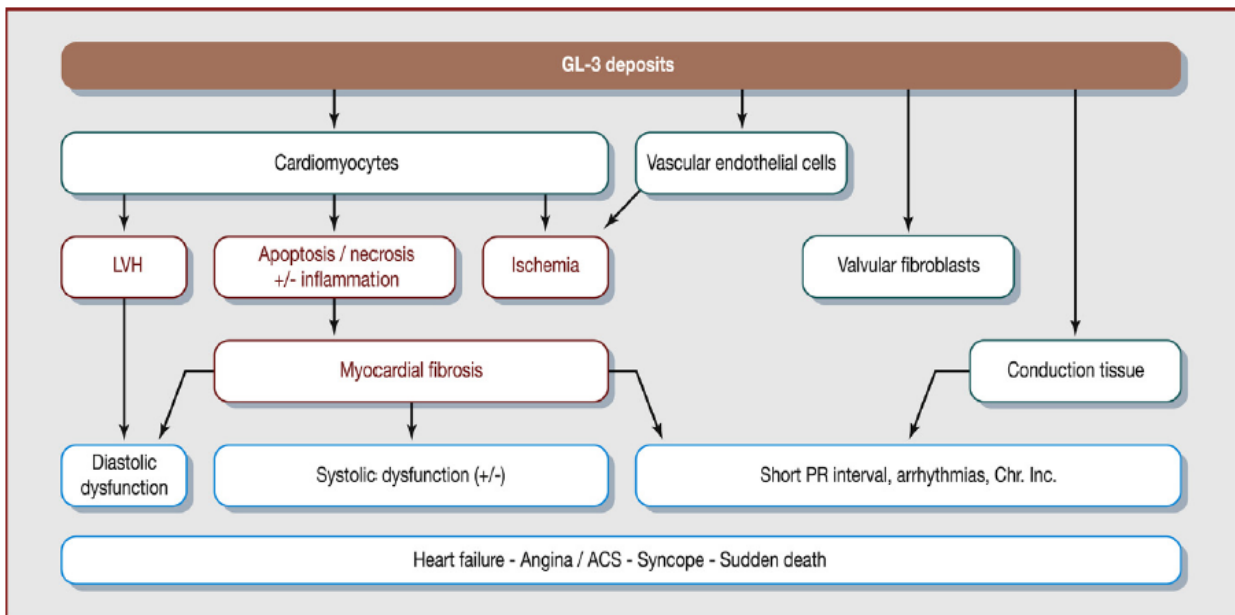 GL-3 deposits
Cardiomyocytes
Vascular endothelial cells
LVH
Apoptosis / necrosis
+/- inflammation
Ischemia
Valvular fibroblasts
Myocardial fibrosis
Conduction tissue
Diastolic
dysfunction
Systolic dysfunction (+/-)
Short PR interval, arrhythmias, Chr. Inc.
Heart failure - Angina / ACS - Syncope - Sudden death